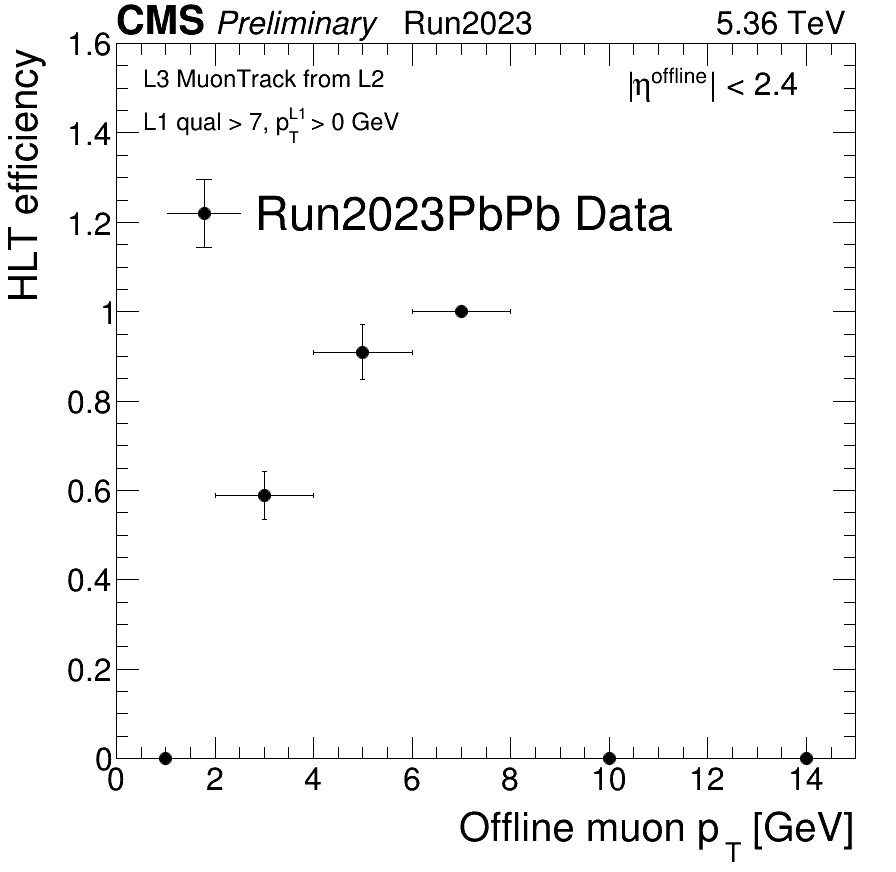 CMS Preliminary Run2023 5.36 TeV
L3 MuonTrack from L2
|η^offline| < 2.4
L1 qual > 7, p_T^L1 > 0 GeV
Run2023PbPb Data
HLT efficiency
1.6
1.4
1.2
1
0.8
0.6
0.4
0.2
0
0 2 4 6 8 10 12 14
Offline muon p_T [GeV]